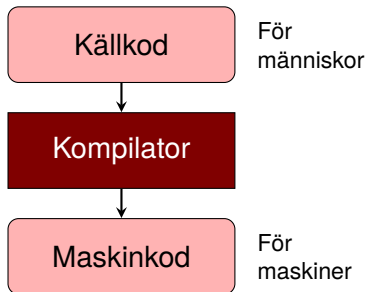 Källkod
För
människor
Kompilator
Maskinkod
För
maskiner